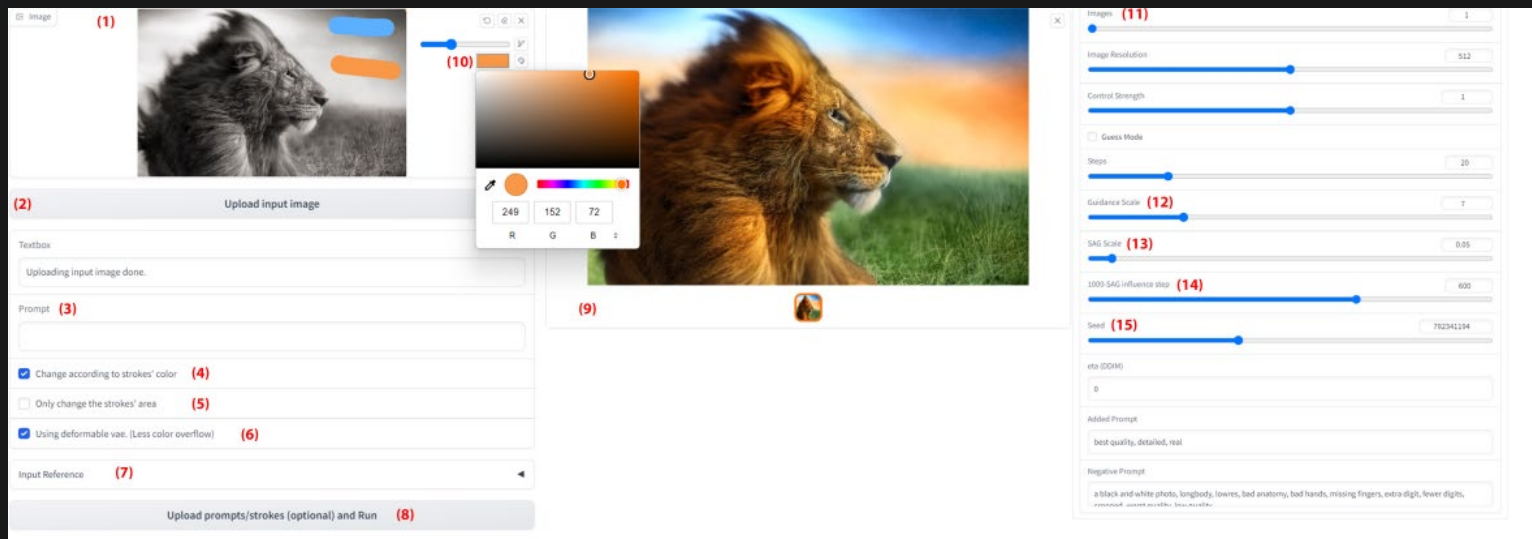 Image
(1)
(10)
249
152
72
R
G
B
(2)
Upload input image
Textbox
Uploading input image done.
Prompt (3)
Change according to strokes' color (4)
Only change the strokes' area (5)
Using deformable vae. (Less color overflow) (6)
Input Reference (7)
Upload prompts/strokes (optional) and Run (8)
(9)
Images (11)
1
Image Resolution
512
Control Strength
1
Guess Mode
Steps
20
Guidance Scale (12)
7
SAG Scale (13)
0.05
1000-SAG influence step (14)
600
Seed (15)
792341194
eta (DDIM)
0
Added Prompt
best quality, detailed, real
Negative Prompt
a black and white photo, longbody, lowres, bad anatomy, bad hands, missing fingers, extra digit, fewer digits,